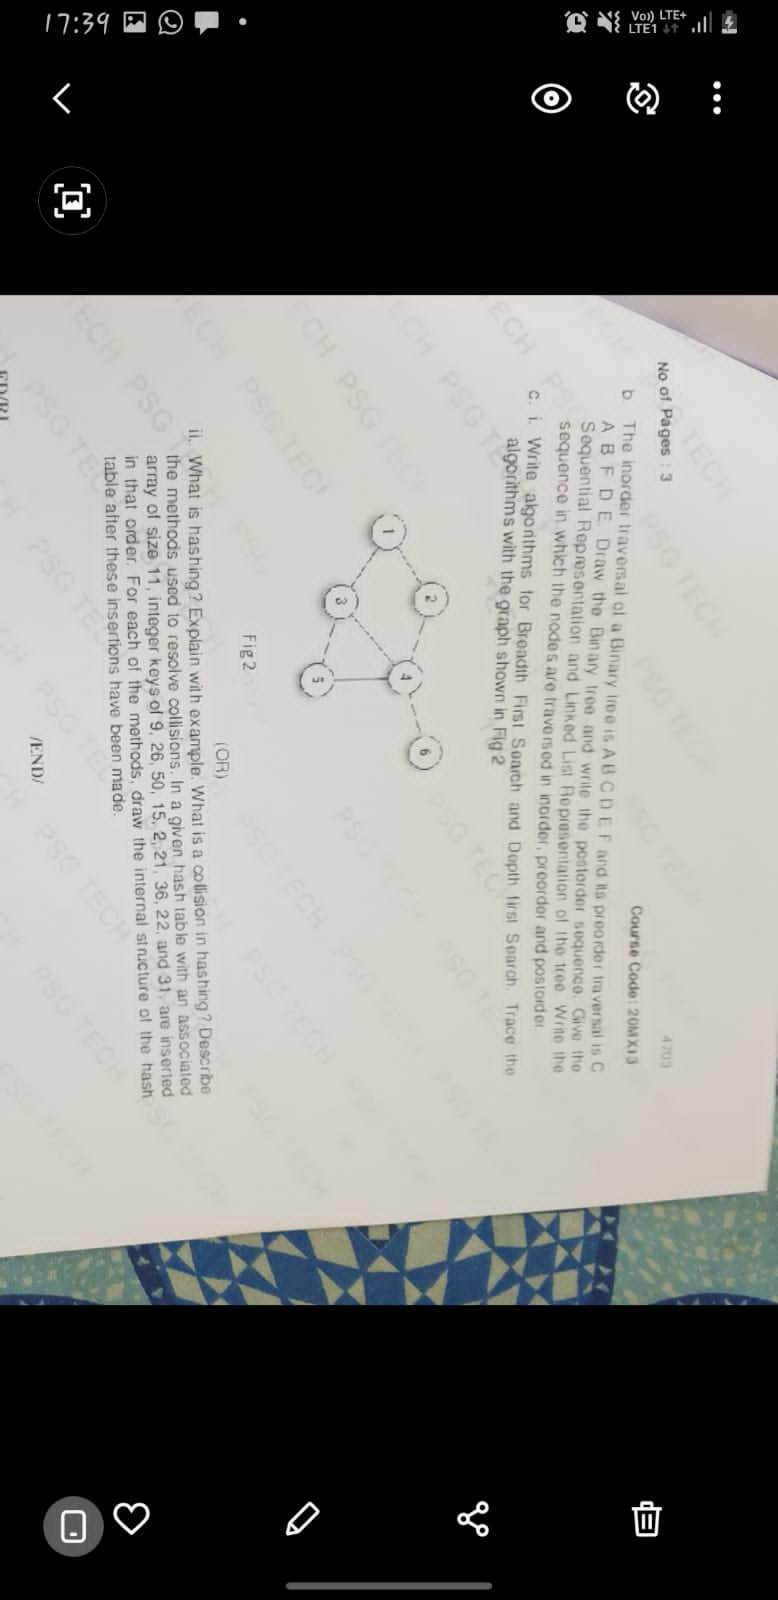 17:39
Vo)) LTE+
LTE1
No of Pages : 3
4703
Course Code: 20MX13
b The inorder traversal of a Binary tree is A B C D E F and its preorder traversal is C
A B F D E. Draw the Binary tree and write the postorder sequence. Give the
Sequential Representation and Linked List Representation of the tree. Write the
sequence in which the nodes are traversed in inorder, preorder and postorder.
c. i. Write algorithms for Breadth First Search and Depth first Search. Trace the
algorithms with the graph shown in Fig 2
1
2
3
4
5
6
Fig 2
(OR)
ii. What is hashing? Explain with example. What is a collision in hashing? Describe
the methods used to resolve collisions. In a given hash table with an associated
array of size 11, integer keys of 9, 26, 50, 15, 2, 21, 36, 22, and 31, are inserted
in that order. For each of the methods, draw the internal structure of the hash
table after these insertions have been made.
/END/
PSG TECH